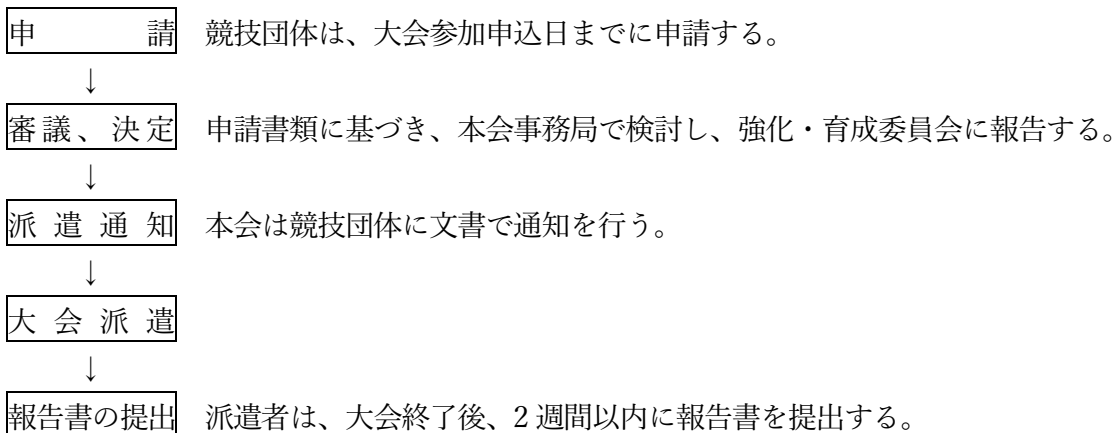 申請 競技団体は、大会参加申込日までに申請する。
↓
審議、決定 申請書類に基づき、本会事務局で検討し、強化・育成委員会に報告する。
↓
派遣通知 本会は競技団体に文書で通知を行う。
↓
大会派遣
↓
報告書の提出 派遣者は、大会終了後、2週間以内に報告書を提出する。